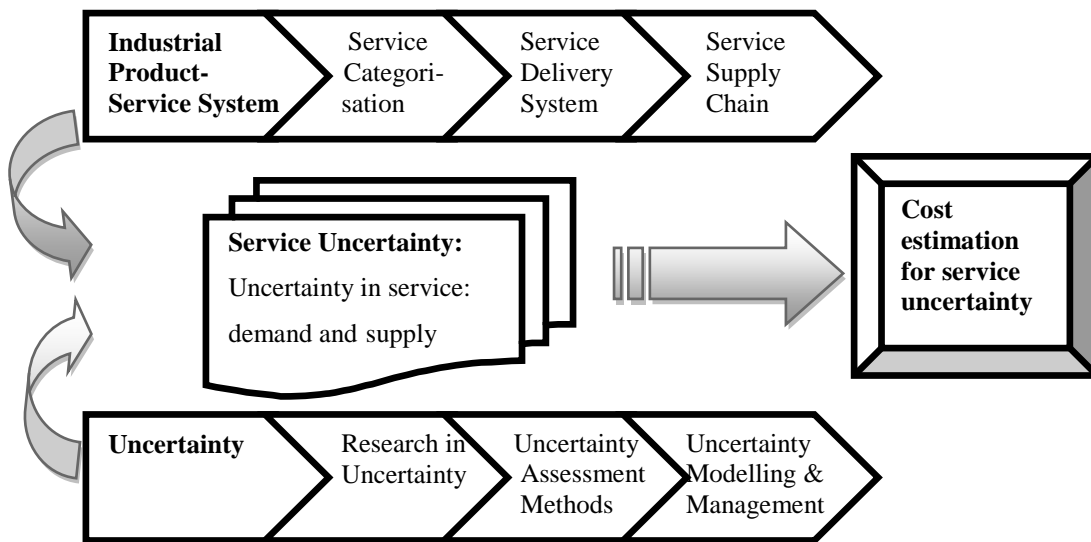 Industrial
Product-
Service System
Service
Categori-
sation
Service
Delivery
System
Service
Supply
Chain
Service Uncertainty:
Uncertainty in service:
demand and supply
Cost
estimation
for service
uncertainty
Uncertainty
Research in
Uncertainty
Uncertainty
Assessment
Methods
Uncertainty
Modelling &
Management